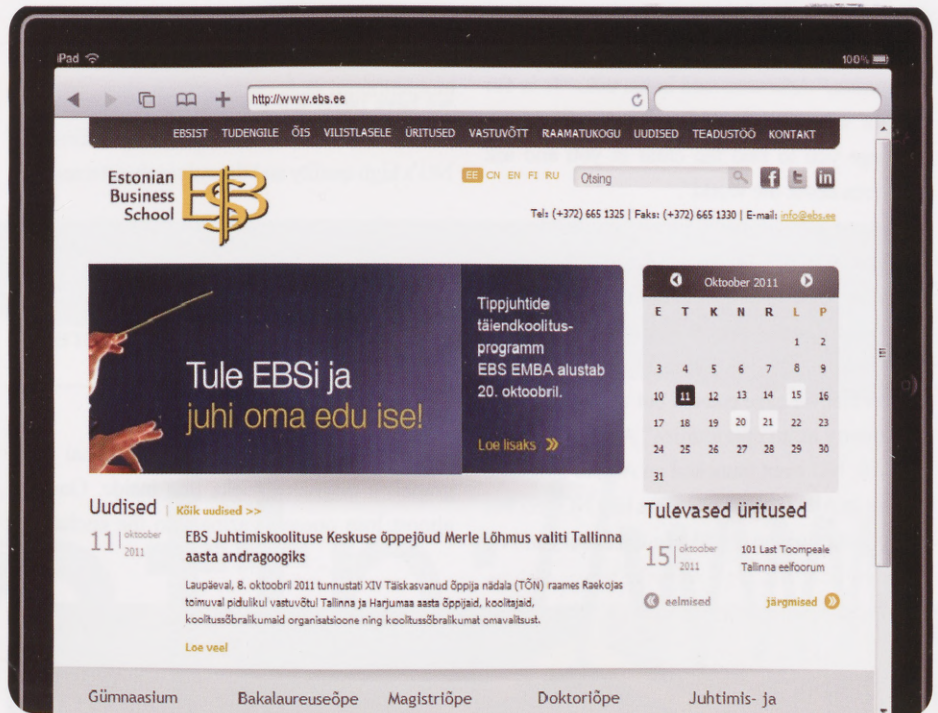 iPad 100%
http://www.ebs.ee
EBSIST TUDENGILE ÕIS VILISTLASELE ÜRITUSED VASTUVÕTT RAAMATUKOGU UUDISED TEADUSTÖÖ KONTAKT
Estonian
Business
School
EBS
EE CN EN FI RU Otsing
Tel: (+372) 665 1325 | Faks: (+372) 665 1330 | E-mail: info@ebs.ee
Tule EBSi ja
juhi oma edu ise!
Tippjuhtide
täiendkoolitus-
programm
EBS EMBA alustab
20. oktoobril.
Loe lisaks
Oktoober 2011
E T K N R L P
1 2
3 4 5 6 7 8 9
10 11 12 13 14 15 16
17 18 19 20 21 22 23
24 25 26 27 28 29 30
31
Uudised | Kõik uudised >>
11 | oktoober
2011
EBS Juhtimiskoolituse Keskuse õppejõud Merle Lõhmus valiti Tallinna
aasta andragoogiks
Laupäeval, 8. oktoobril 2011 tunnustati XIV Täiskasvanud õppija nädala (TÕN) raames Raekojas
toimuval pidulikul vastuvõtul Tallinna ja Harjumaa aasta õppijaid, koolitajaid,
koolitussõbralikumaid organisatsioone ning koolitussõbralikumat omavalitsust.
Loe veel
Tulevased üritused
15 | oktoober
2011
101 Last Toompeale
Tallinna eelfoorum
eelmised järgmised
Gümnaasium Bakalaureuseõpe Magistriõpe Doktoriõpe Juhtimis- ja